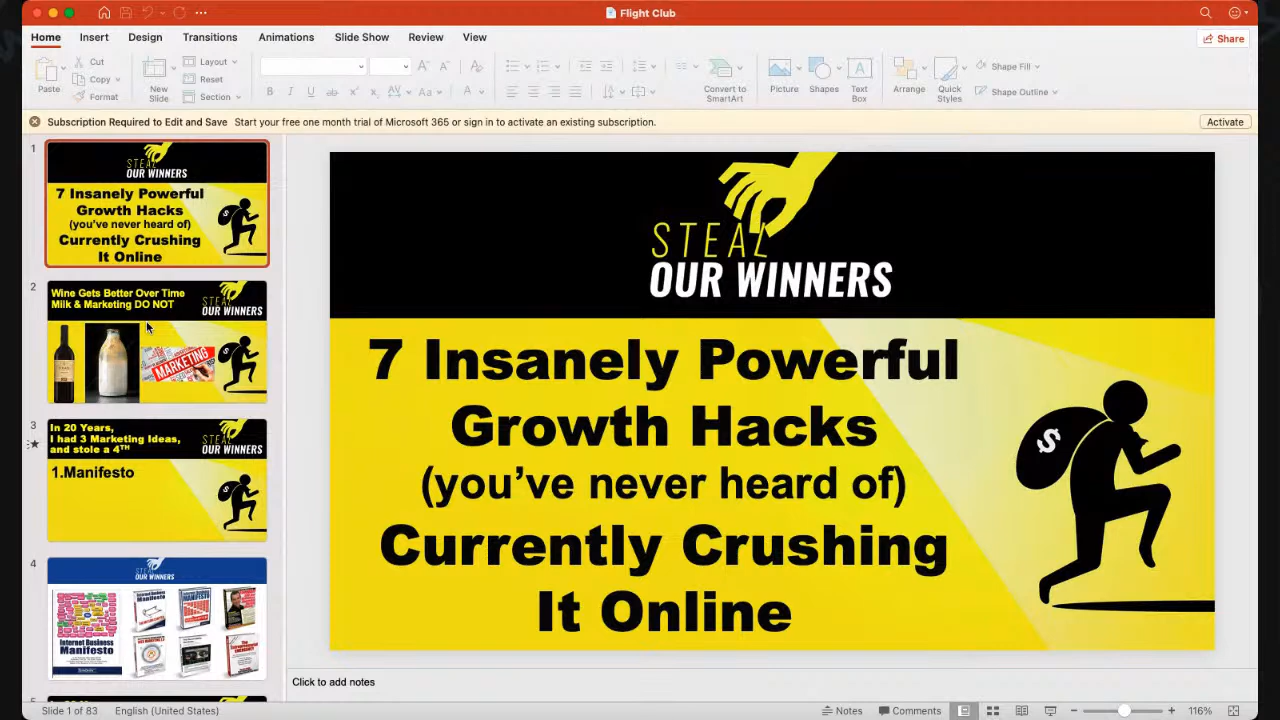 Flight Club
Home Insert Design Transitions Animations Slide Show Review View
Share
Paste
Cut
Copy
Format
New
Slide
Layout
Reset
Section
Convert to
SmartArt
Picture
Shapes
Text
Box
Arrange
Quick
Styles
Shape Fill
Shape Outline
Subscription Required to Edit and Save Start your free one month trial of Microsoft 365 or sign in to activate an existing subscription.
Activate
1
STEAL
OUR WINNERS
7 Insanely Powerful
Growth Hacks
(you've never heard of)
Currently Crushing
It Online
2
Wine Gets Better Over Time
Milk & Marketing DO NOT
STEAL
OUR WINNERS
MARKETING
3
In 20 Years,
I had 3 Marketing Ideas,
and stole a 4TH
STEAL
OUR WINNERS
1.Manifesto
4
STEAL
OUR WINNERS
Internet Business
Manifesto
STEAL
OUR WINNERS
7 Insanely Powerful
Growth Hacks
(you've never heard of)
Currently Crushing
It Online
$
Click to add notes
Slide 1 of 83 English (United States)
Notes Comments 116%